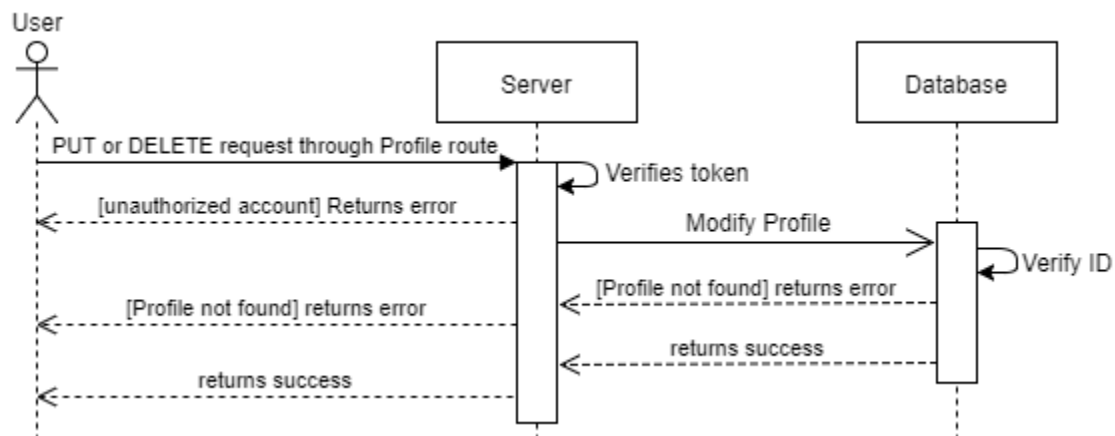 User
Server
Database
PUT or DELETE request through Profile route
Verifies token
[unauthorized account] Returns error
Modify Profile
Verify ID
[Profile not found] returns error
[Profile not found] returns error
returns success
returns success